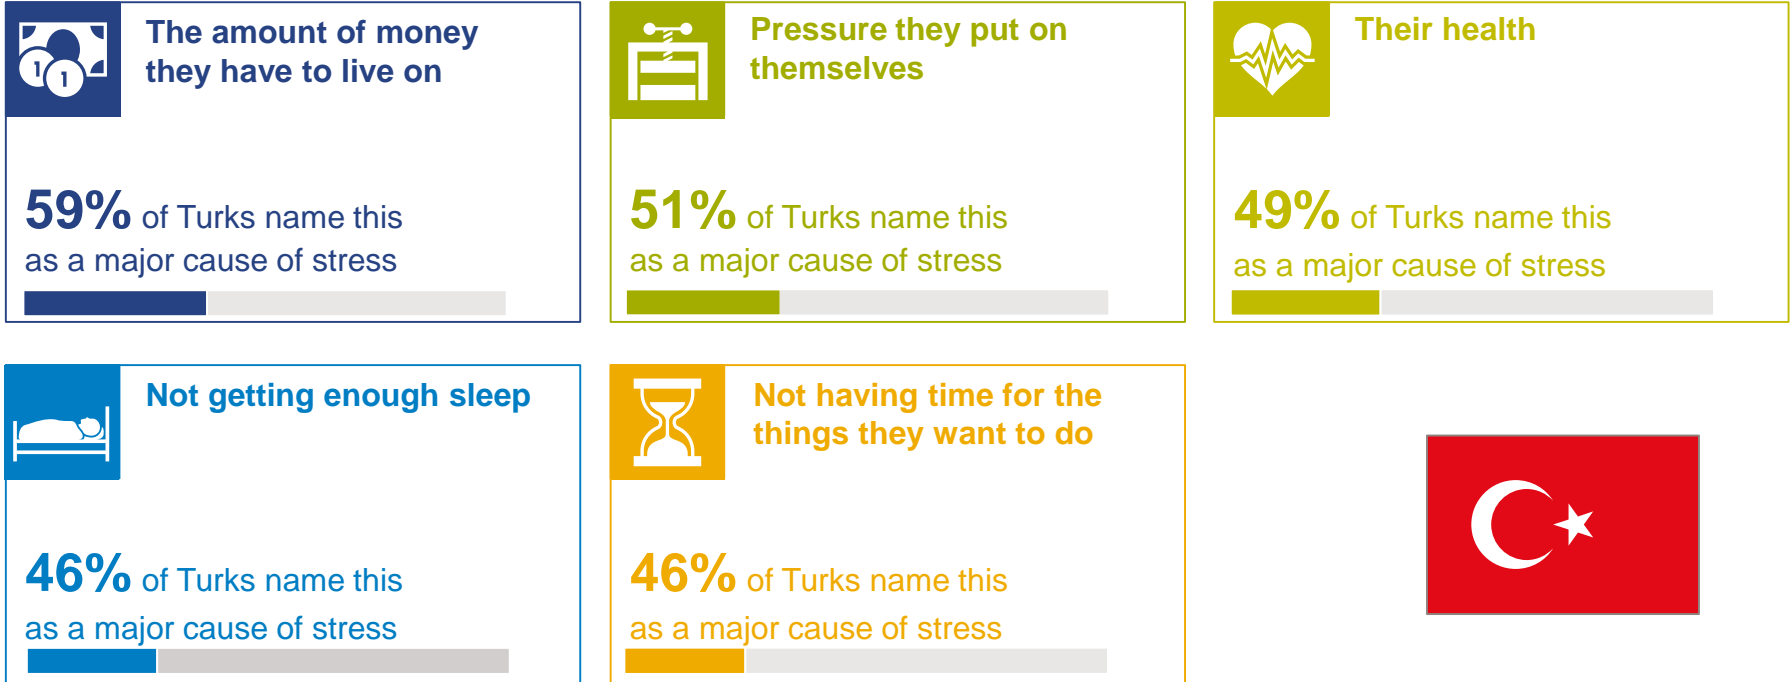 The amount of money
they have to live on
59% of Turks name this
as a major cause of stress
Pressure they put on
themselves
51% of Turks name this
as a major cause of stress
Their health
49% of Turks name this
as a major cause of stress
Not getting enough sleep
46% of Turks name this
as a major cause of stress
Not having time for the
things they want to do
46% of Turks name this
as a major cause of stress